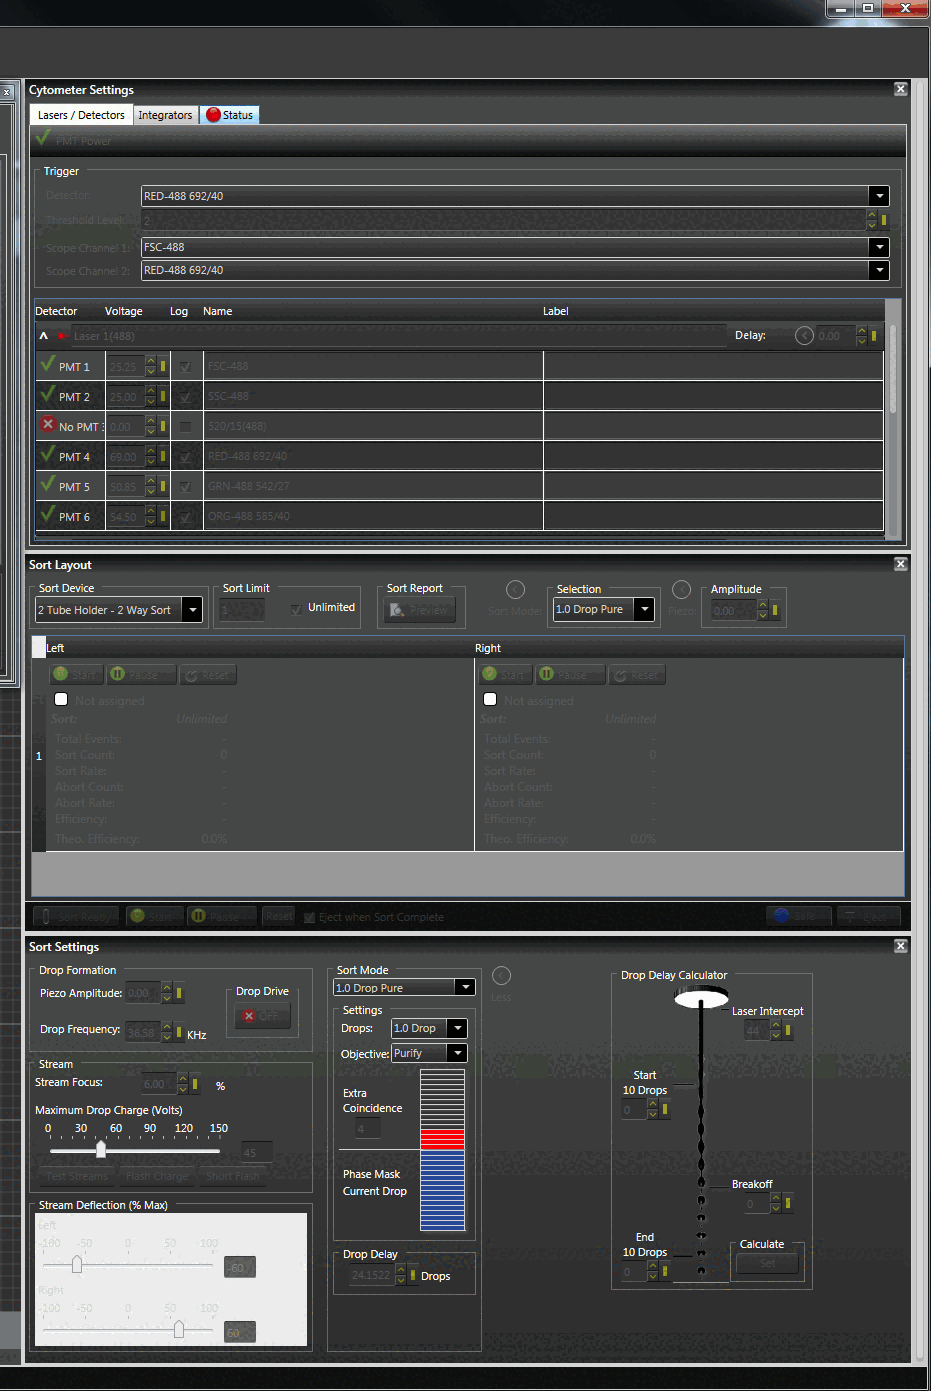 Cytometer Settings
Lasers / Detectors Integrators Status
PMT Power
Trigger
Detector: RED-488 692/40
Threshold Level: 2
Scope Channel 1: FSC-488
Scope Channel 2: RED-488 692/40
Detector Voltage Log Name Label
Laser 1(488) Delay: 0.00
PMT 1 25.25 FSC-488
PMT 2 25.00 SSC-488
No PMT 3 0.00 520/15(488)
PMT 4 69.00 RED-488 692/40
PMT 5 50.85 GRN-488 542/27
PMT 6 54.50 ORG-488 585/40
Sort Layout
Sort Device Sort Limit Sort Report Selection Amplitude
2 Tube Holder - 2 Way Sort 1 Unlimited Preview Sort Mode: 1.0 Drop Pure Piezo: 0.00
Left Right
Start Pause Reset Start Pause Reset
Not assigned Not assigned
Sort: Unlimited Sort: Unlimited
Total Events: - Total Events: -
Sort Count: 0 Sort Count: 0
Sort Rate: - Sort Rate: -
1
Abort Count: - Abort Count: -
Abort Rate: - Abort Rate: -
Efficiency: - Efficiency: -
Theo. Efficiency: 0.0% Theo. Efficiency: 0.0%
Sort Ready Start Pause Reset Eject when Sort Complete Safe Eject
Sort Settings
Drop Formation
Piezo Amplitude: 0.00
Drop Drive
OFF
Drop Frequency: 36.58 KHz
Stream
Stream Focus: 6.00 %
Maximum Drop Charge (Volts)
0 30 60 90 120 150
45
Test Streams Flash Charge Short Flash
Stream Deflection (% Max)
Left
-100 -50 0 50 100
-60
Right
-100 -50 0 50 100
60
Sort Mode
1.0 Drop Pure
Less
Settings
Drops: 1.0 Drop
Objective: Purify
Extra
Coincidence
4
Phase Mask
Current Drop
Drop Delay
24.1522 Drops
Drop Delay Calculator
Laser Intercept
44
Start
10 Drops
0
Breakoff
0
End
10 Drops
0
Calculate
Set